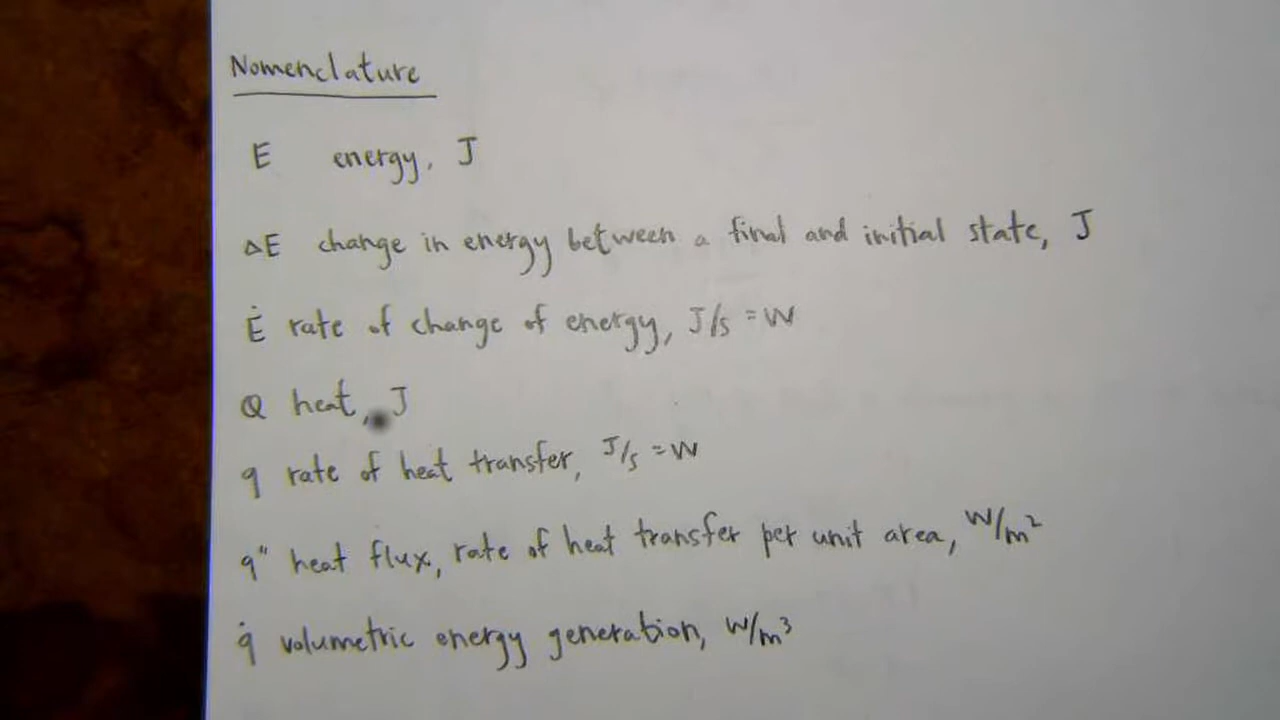 Nomenclature
E energy, J
ΔE change in energy between a final and initial state, J
Ė rate of change of energy, J/s = W
Q heat, J
q rate of heat transfer, J/s = W
q" heat flux, rate of heat transfer per unit area, W/m²
q̇ volumetric energy generation, W/m³